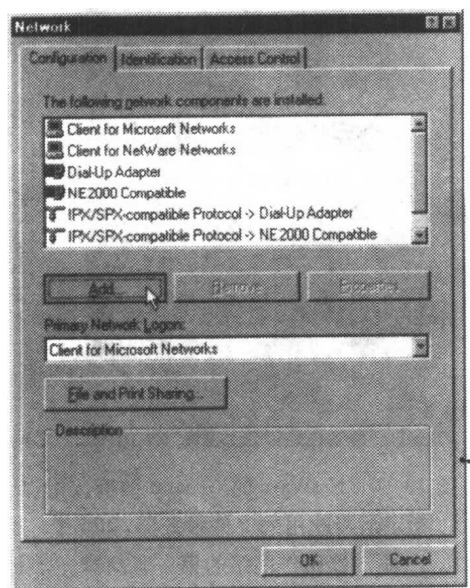 Network
Configuration Identification Access Control
The following network components are installed:
Client for Microsoft Networks
Client for NetWare Networks
Dial-Up Adapter
NE2000 Compatible
IPX/SPX-compatible Protocol -> Dial-Up Adapter
IPX/SPX-compatible Protocol -> NE2000 Compatible
Add... Remove Properties
Primary Network Logon:
Client for Microsoft Networks
File and Print Sharing...
Description
OK Cancel